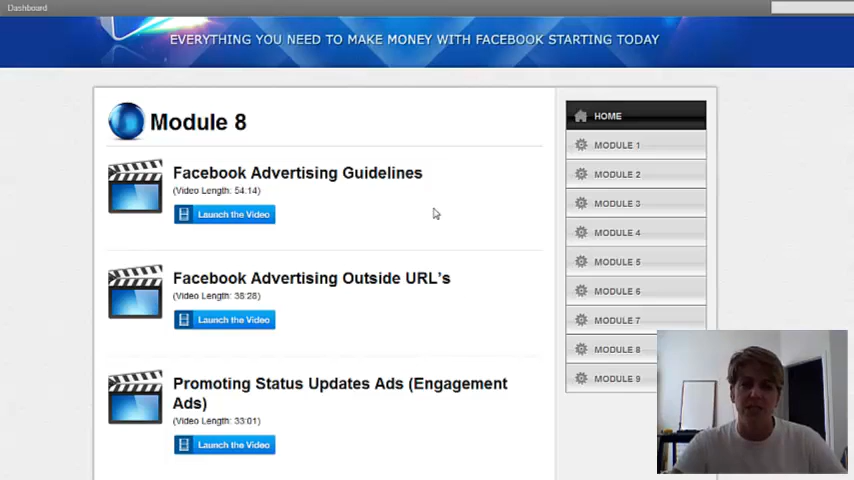 Dashboard
EVERYTHING YOU NEED TO MAKE MONEY WITH FACEBOOK STARTING TODAY
Module 8
Facebook Advertising Guidelines
(Video Length: 54:14)
Launch the Video
Facebook Advertising Outside URL's
(Video Length: 38:28)
Launch the Video
Promoting Status Updates Ads (Engagement
Ads)
(Video Length: 33:01)
Launch the Video
HOME
MODULE 1
MODULE 2
MODULE 3
MODULE 4
MODULE 5
MODULE 6
MODULE 7
MODULE 8
MODULE 9